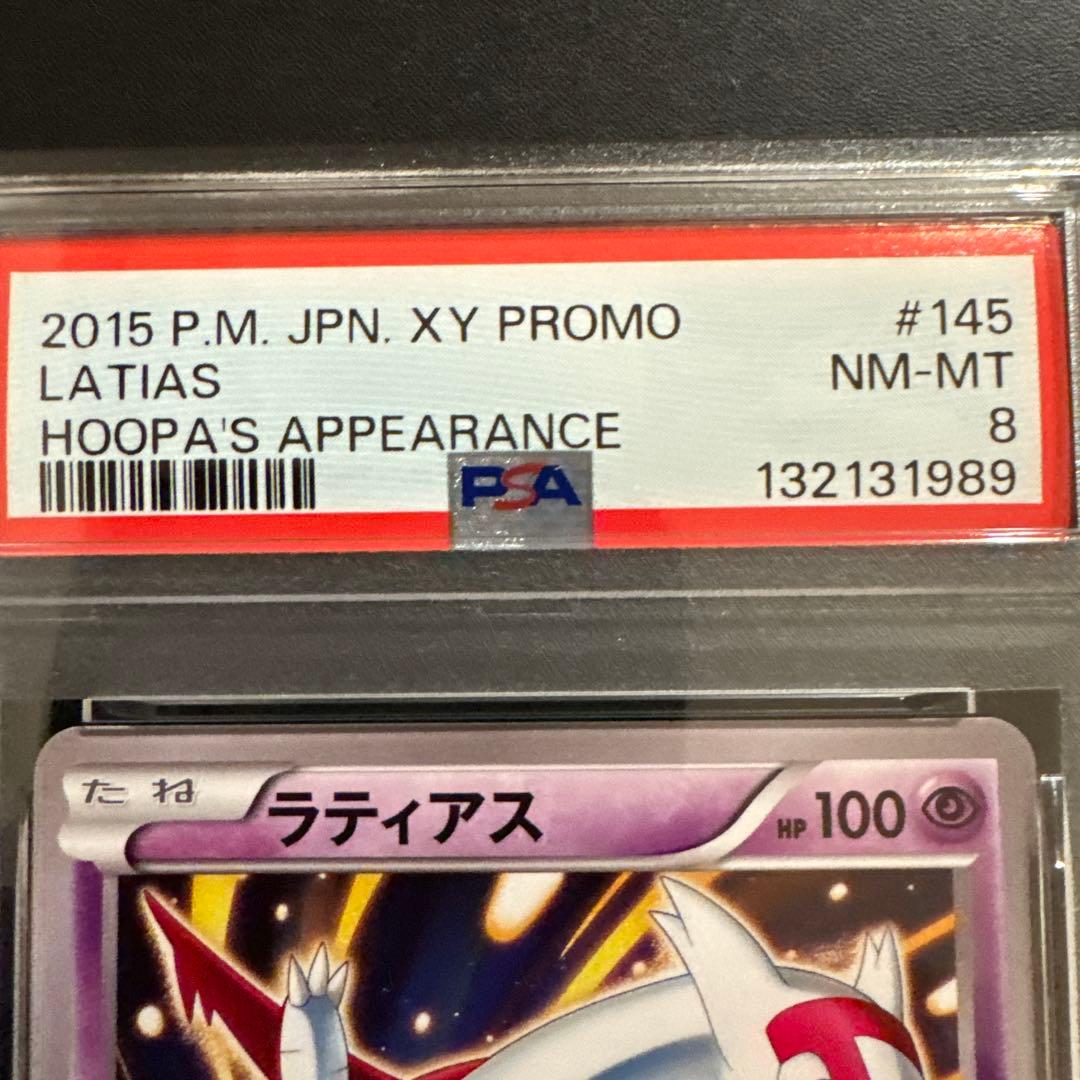 2015 P.M. JPN. XY PROMO #145
LATIAS NM-MT
HOOPA'S APPEARANCE 8
PSA 132131989
たね ラティアス HP 100